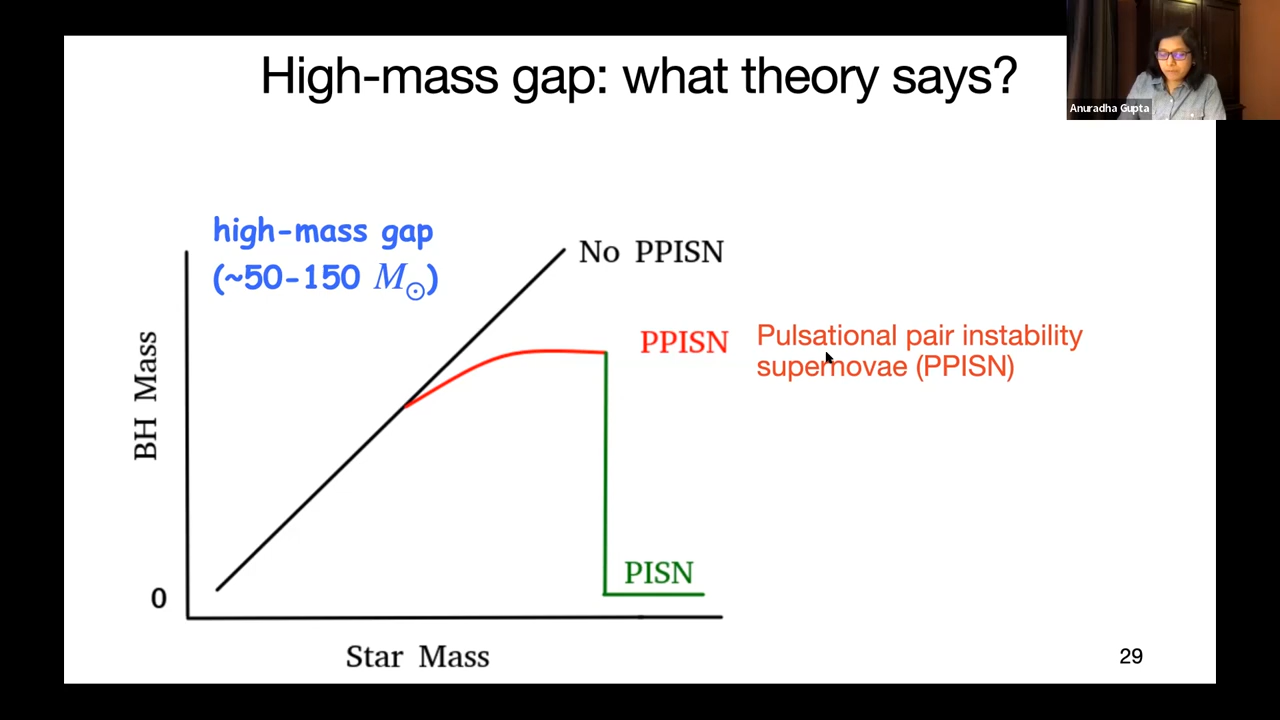 High-mass gap: what theory says?
Anuradha Gupta
high-mass gap
(~50-150 M⊙)
No PPISN
PPISN
Pulsational pair instability
supernovae (PPISN)
BH Mass
PISN
0
Star Mass
29